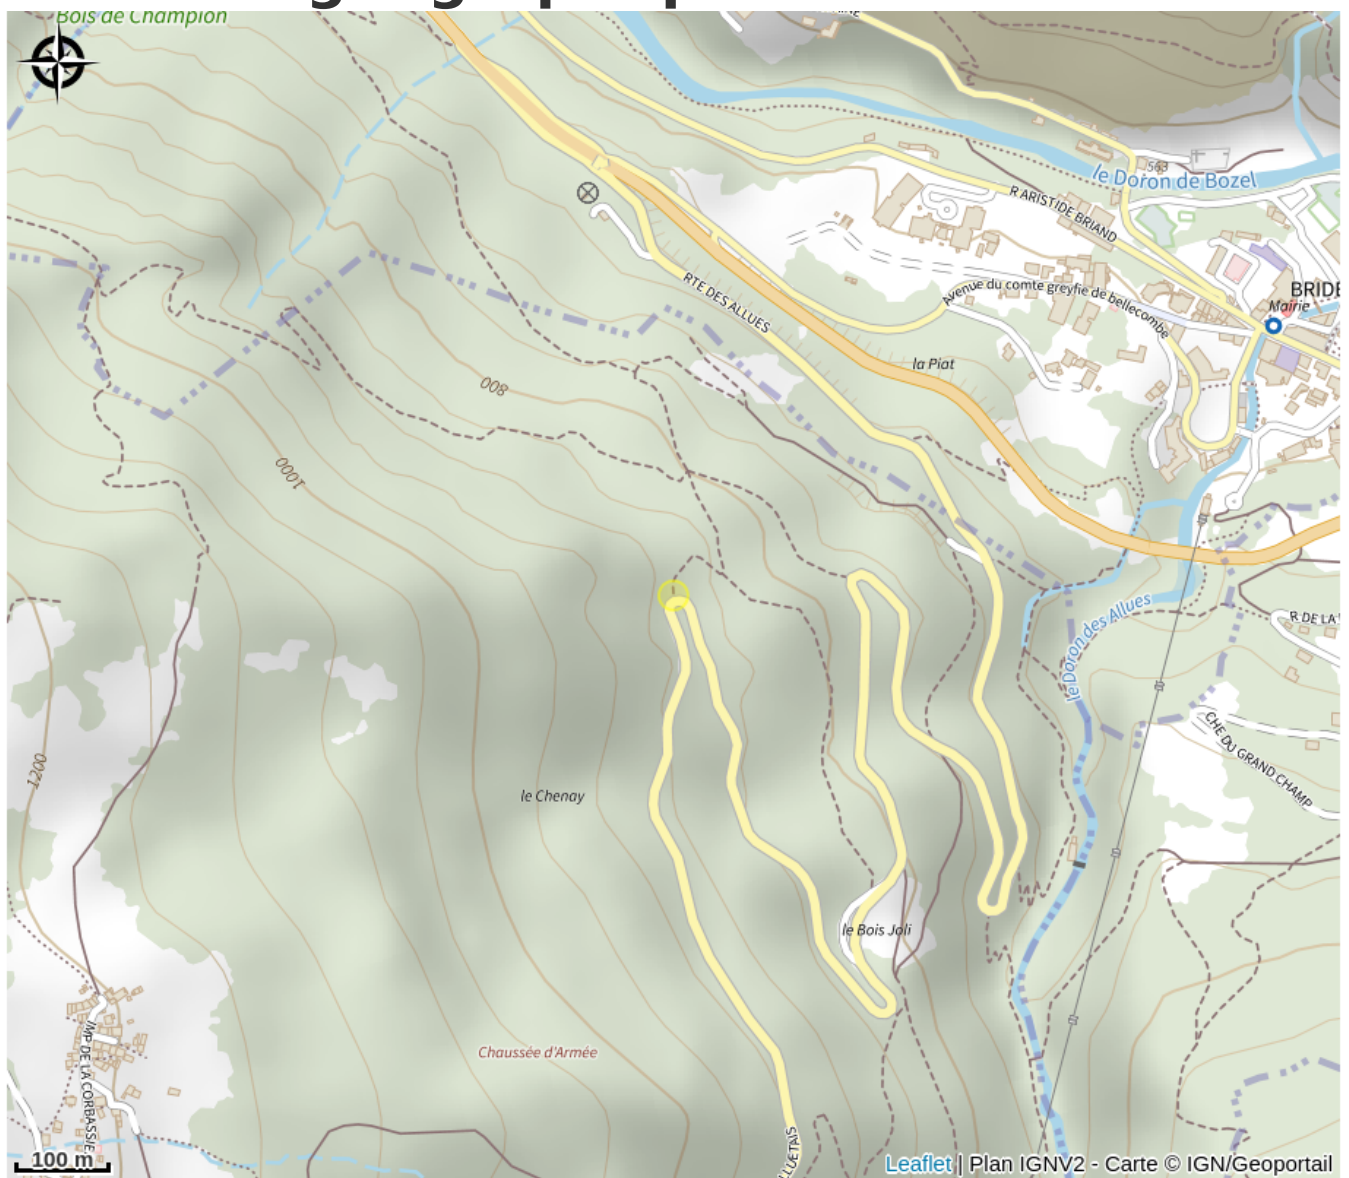 Bois de Champion
le Doron de Bozel
563
R ARISTIDE BRIAND
BRIDE
Mairie
Avenue du comte greyfie de bellecombe
RTE DES ALLUES
la Piat
800
1000
le Doron des Allues
R DE LA
CHE DU GRAND CHAMP
1200
le Chenay
le Bois Joli
Chaussée d'Armée
IMP DE LA CORBASSIE
100 m
Leaflet | Plan IGNV2 - Carte © IGN/Geoportail